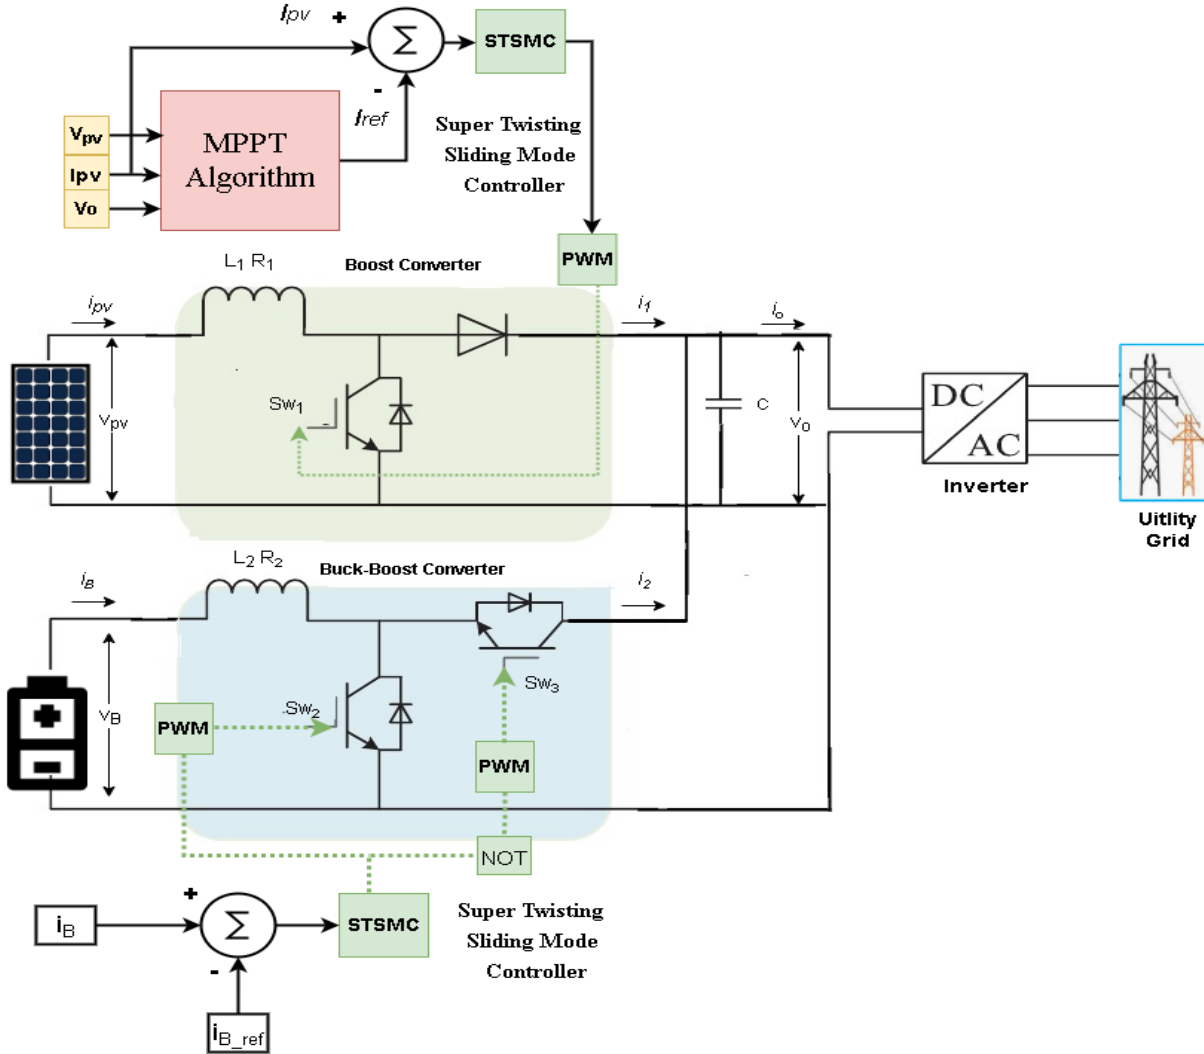 Ipv
+
Σ
-
Iref
STSMC
Super Twisting
Sliding Mode
Controller
Vpv
Ipv
Vo
MPPT
Algorithm
PWM
L1 R1
Boost Converter
ipv
i1
io
vpv
Sw1
C
vo
DC
AC
Inverter
Uitlity
Grid
L2 R2
Buck-Boost Converter
iB
i2
vB
Sw2
Sw3
PWM
PWM
NOT
iB
+
Σ
-
STSMC
Super Twisting
Sliding Mode
Controller
iB_ref